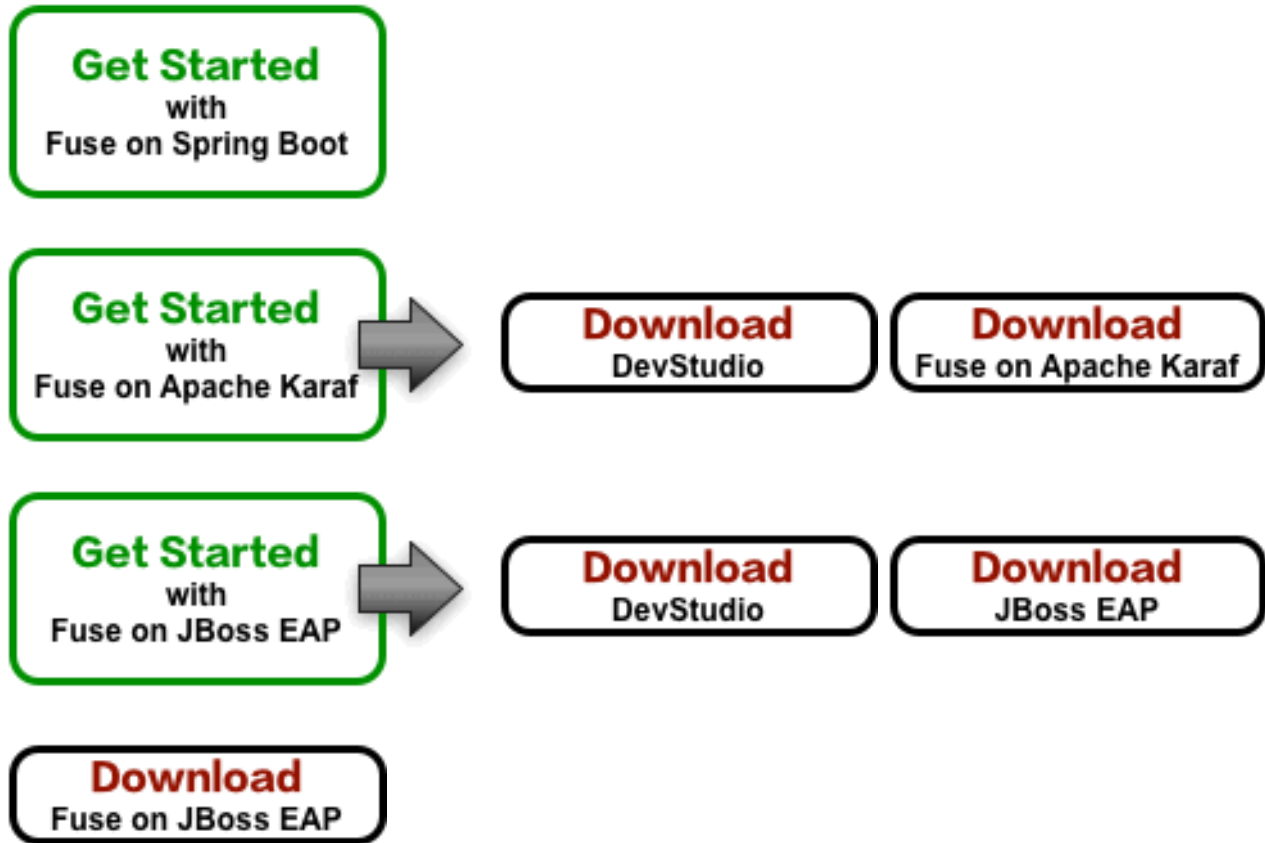 Get Started
with
Fuse on Spring Boot
Get Started
with
Fuse on Apache Karaf
Download
DevStudio
Download
Fuse on Apache Karaf
Get Started
with
Fuse on JBoss EAP
Download
DevStudio
Download
JBoss EAP
Download
Fuse on JBoss EAP